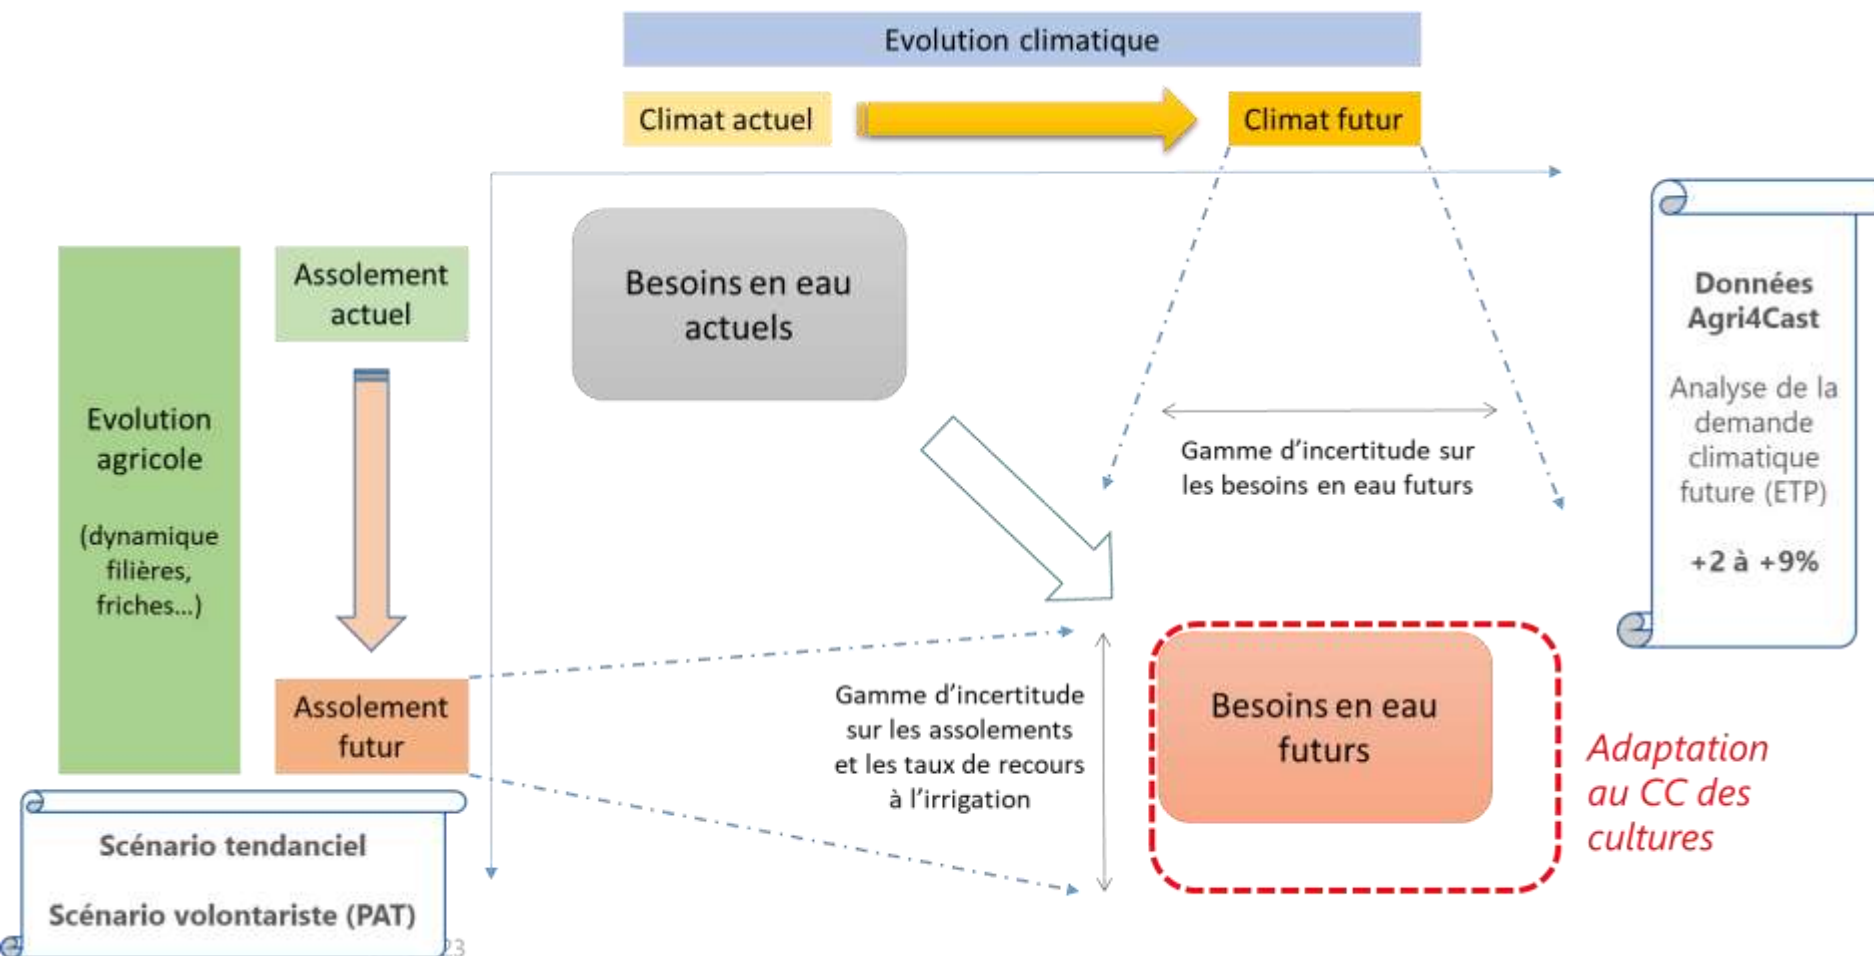 Evolution climatique
Climat actuel
Climat futur
Besoins en eau
actuels
Assolement
actuel
Evolution
agricole
(dynamique
filières,
friches...)
Assolement
futur
Scénario tendanciel
Scénario volontariste (PAT)
23
Gamme d'incertitude sur
les besoins en eau futurs
Gamme d'incertitude
sur les assolements
et les taux de recours
à l'irrigation
Besoins en eau
futurs
Adaptation
au CC des
cultures
Données
Agri4Cast
Analyse de la
demande
climatique
future (ETP)
+2 à +9%